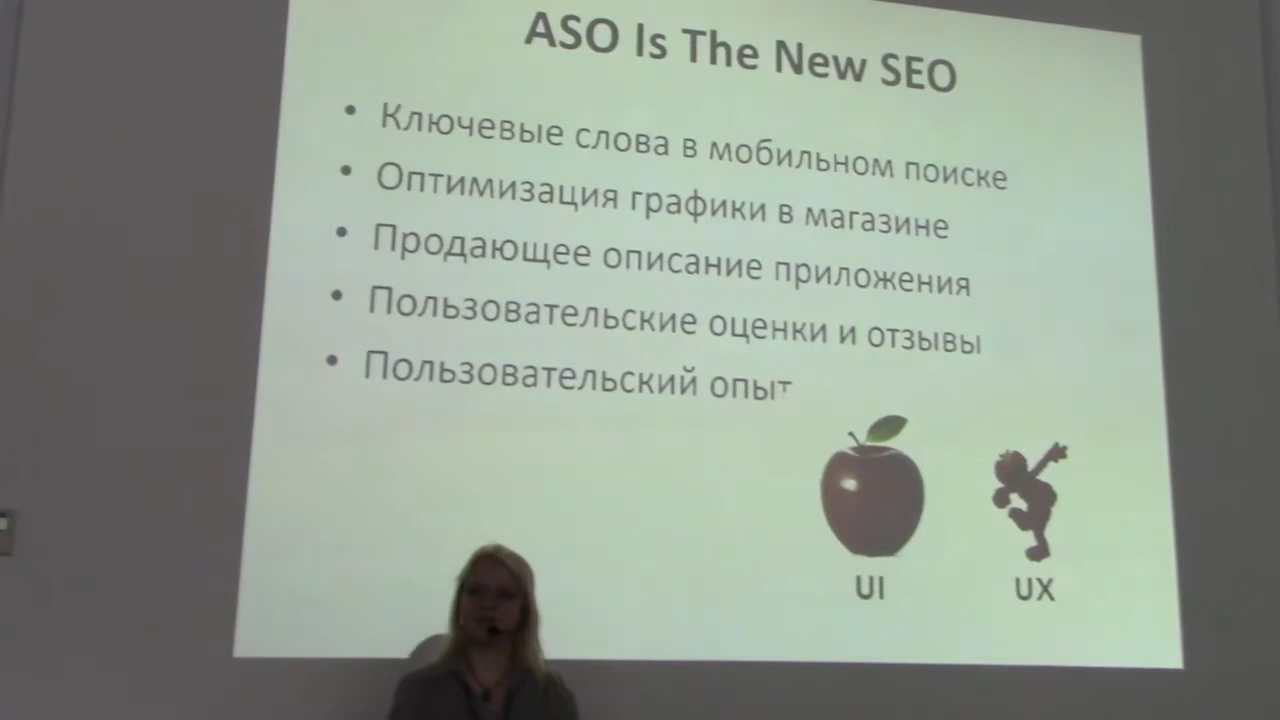 ASO Is The New SEO
• Ключевые слова в мобильном поиске
• Оптимизация графики в магазине
• Продающее описание приложения
• Пользовательские оценки и отзывы
• Пользовательский опыт
UI UX